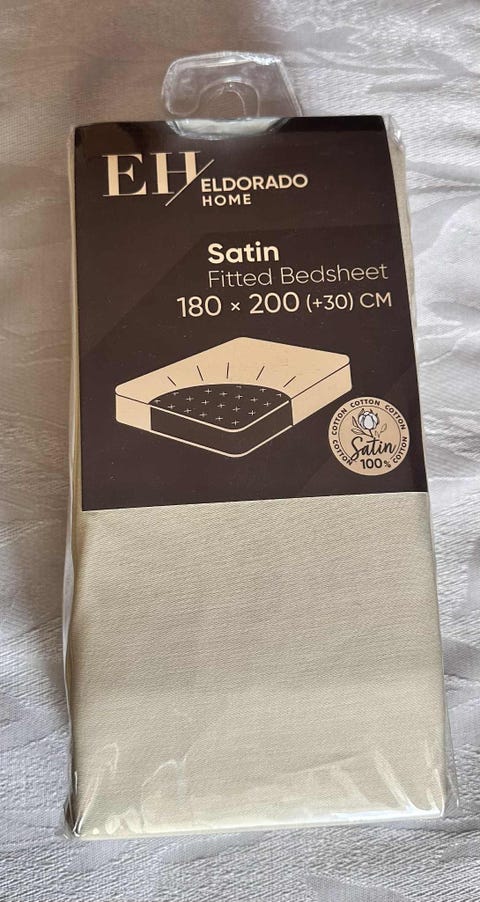 EH ELDORADO
HOME
Satin
Fitted Bedsheet
180 × 200 (+30) CM
COTTON COTTON COTTON COTTON COTTON
Satin
100%